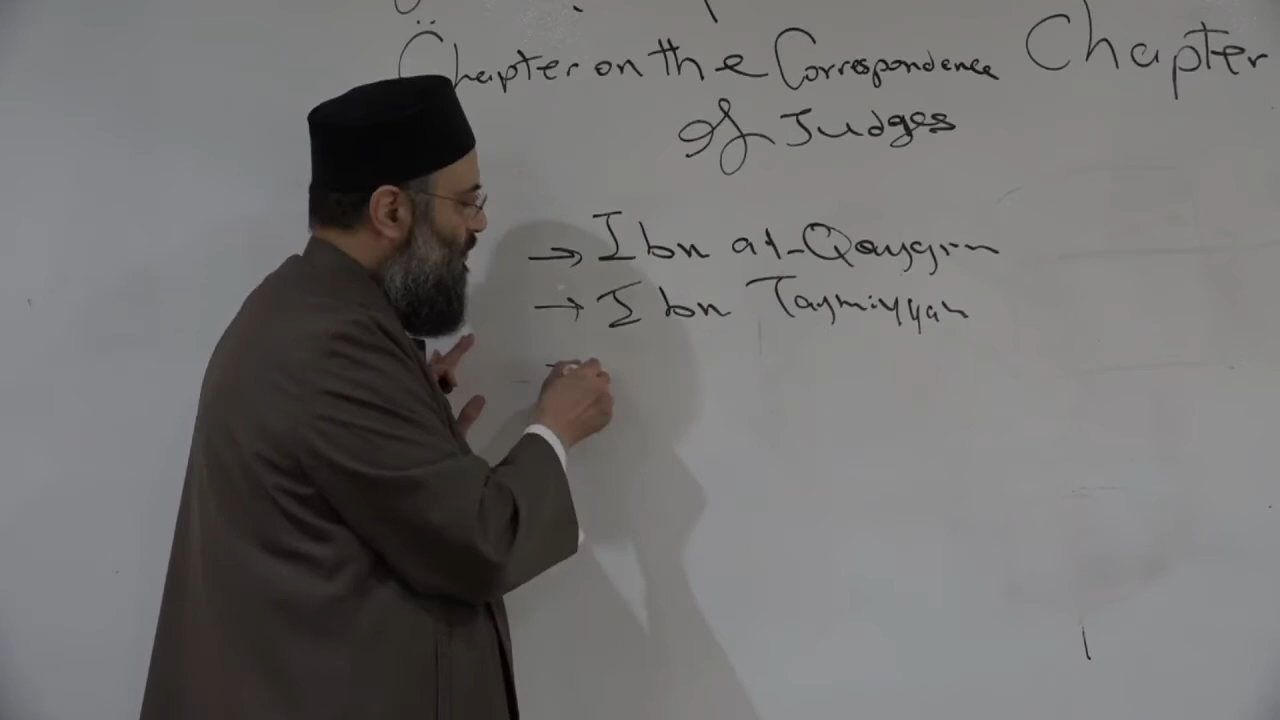 Chapter on the Correspondence
of Judges
Chapter
→ Ibn al-Qayyim
→ Ibn Taymiyyah